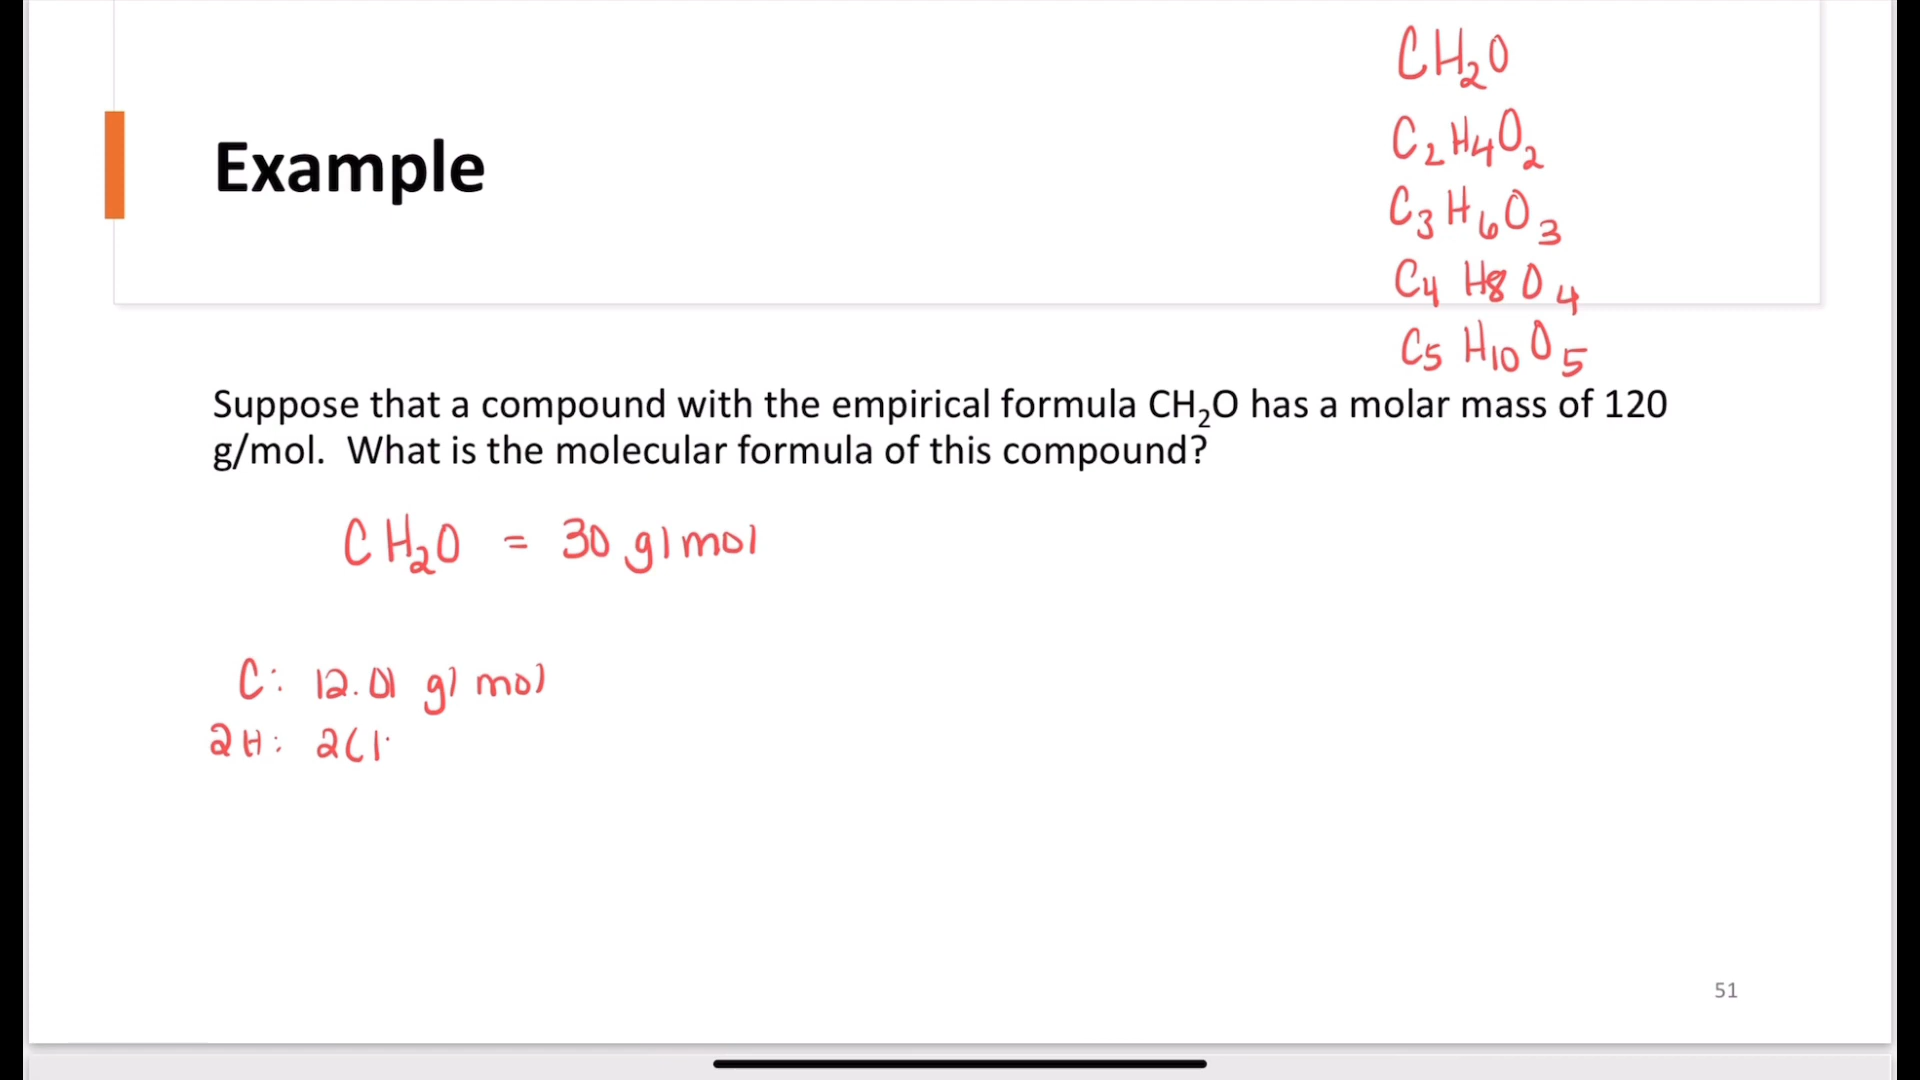 CH₂O
C₂H₄O₂
Example
C₃H₆O₃
C₄H₈O₄
C₅H₁₀O₅
Suppose that a compound with the empirical formula CH₂O has a molar mass of 120
g/mol. What is the molecular formula of this compound?
CH₂O = 30 g/mol
C: 12.01 g/mol
2H: 2(1.
51